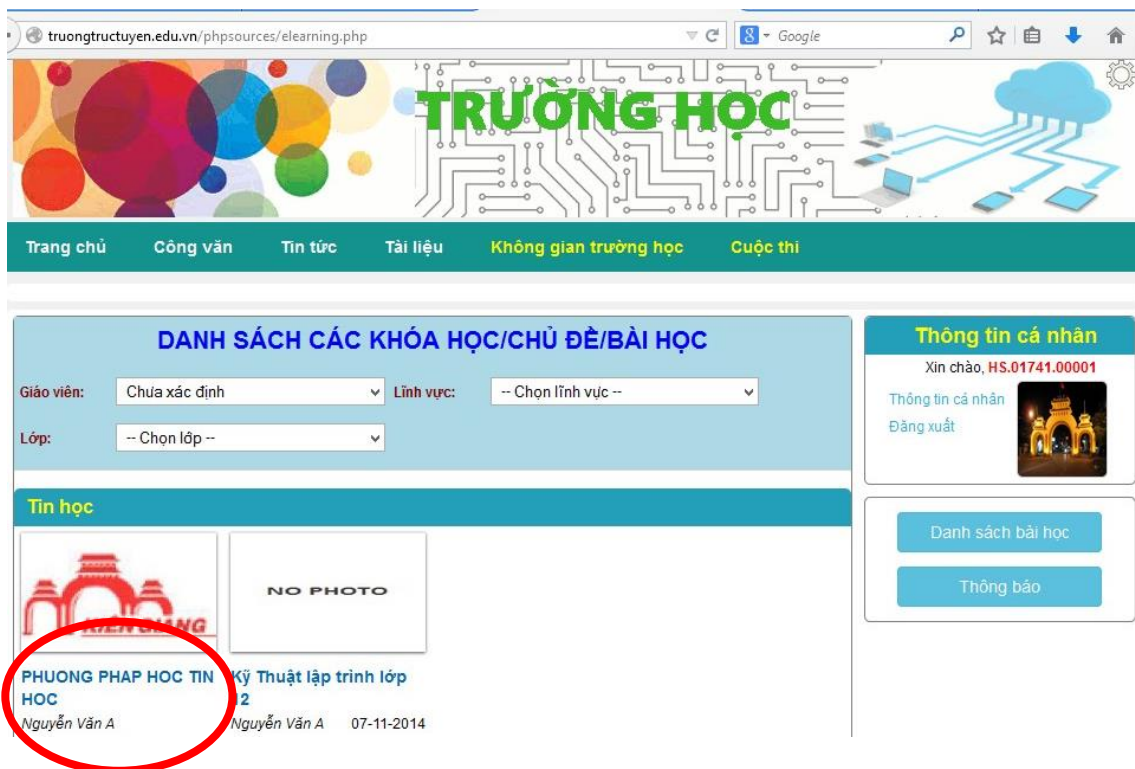 truongtructuyen.edu.vn/phpsources/elearning.php
Google
TRƯỜNG HỌC
Trang chủ Công văn Tin tức Tài liệu Không gian trường học Cuộc thi
DANH SÁCH CÁC KHÓA HỌC/CHỦ ĐỀ/BÀI HỌC
Giáo viên: Chưa xác định Lĩnh vực: -- Chọn lĩnh vực --
Lớp: -- Chọn lớp --
Tin học
KIÊN GIANG
NO PHOTO
PHUONG PHAP HOC TIN
HOC
Nguyễn Văn A
Kỹ Thuật lập trình lớp
12
Nguyễn Văn A 07-11-2014
Thông tin cá nhân
Xin chào, HS.01741.00001
Thông tin cá nhân
Đăng xuất
Danh sách bài học
Thông báo